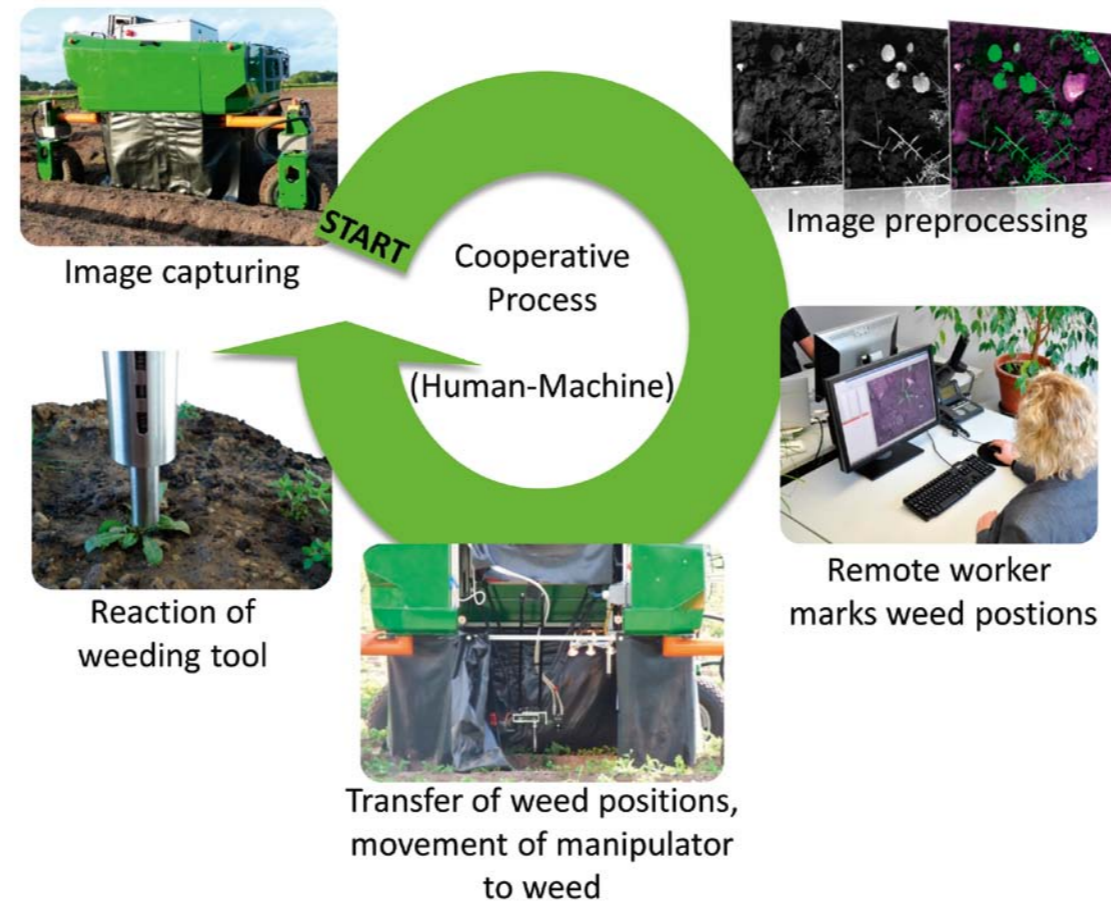 START
Cooperative
Process
(Human-Machine)
Image capturing
Image preprocessing
Remote worker
marks weed postions
Transfer of weed positions,
movement of manipulator
to weed
Reaction of
weeding tool